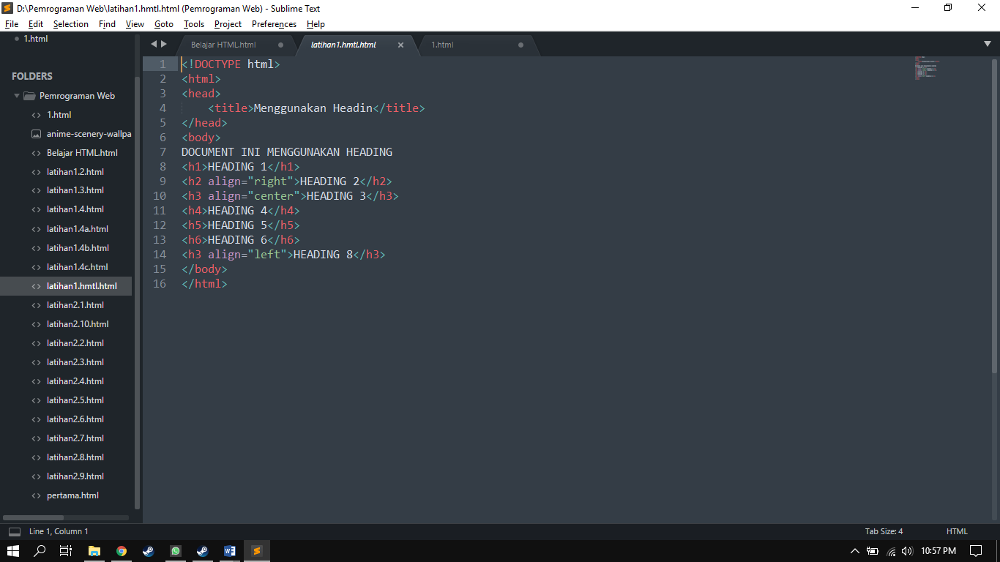 D:\Pemrograman Web\latihan1.hmtl.html (Pemrograman Web) - Sublime Text
File Edit Selection Find View Goto Tools Project Preferences Help
1.html
FOLDERS
Pemrograman Web
1.html
anime-scenery-wallpa
Belajar HTML.html
latihan1.2.html
latihan1.3.html
latihan1.4.html
latihan1.4a.html
latihan1.4b.html
latihan1.4c.html
latihan1.hmtl.html
latihan2.1.html
latihan2.10.html
latihan2.2.html
latihan2.3.html
latihan2.4.html
latihan2.5.html
latihan2.6.html
latihan2.7.html
latihan2.8.html
latihan2.9.html
pertama.html
Belajar HTML.html latihan1.hmtl.html 1.html
1 <!DOCTYPE html>
2 <html>
3 <head>
4 <title>Menggunakan Headin</title>
5 </head>
6 <body>
7 DOCUMENT INI MENGGUNAKAN HEADING
8 <h1>HEADING 1</h1>
9 <h2 align="right">HEADING 2</h2>
10 <h3 align="center">HEADING 3</h3>
11 <h4>HEADING 4</h4>
12 <h5>HEADING 5</h5>
13 <h6>HEADING 6</h6>
14 <h3 align="left">HEADING 8</h3>
15 </body>
16 </html>
Line 1, Column 1 Tab Size: 4 HTML
10:57 PM